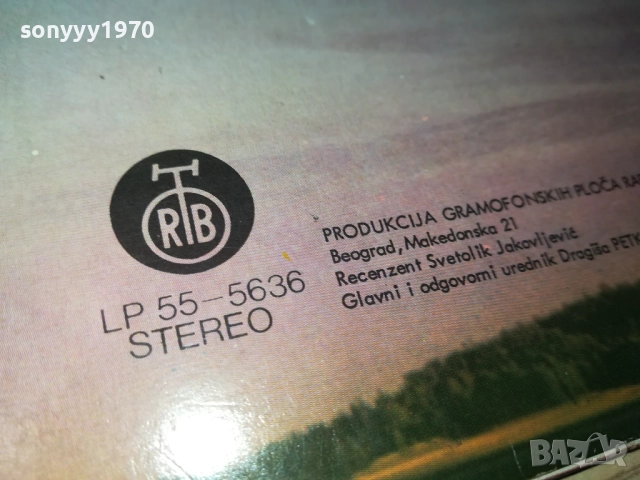 sonyyy1970
RTB
PRODUKCIJA GRAMOFONSKIH PLOČA
Beograd, Makedonska 21
Recenzent Svetolik Jakovljević
Glavni i odgovorni urednik Dragiša
LP 55-5636
STEREO
BAZAR